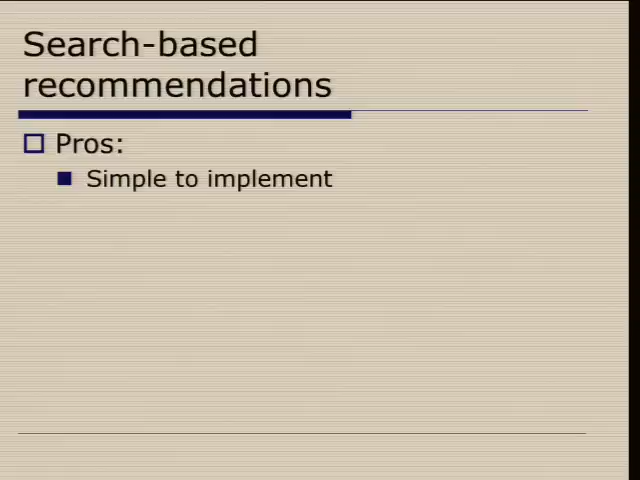 Search-based
recommendations
Pros:
Simple to implement